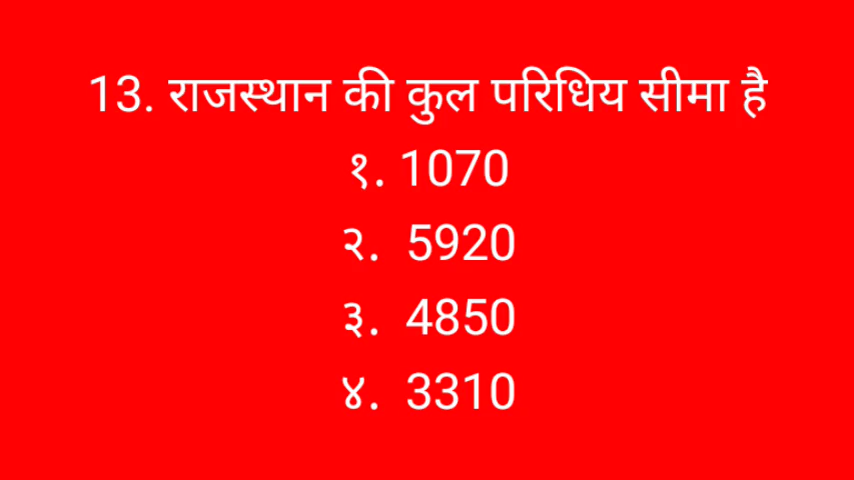 13. राजस्थान की कुल परिधिय सीमा है
१. 1070
२. 5920
३. 4850
४. 3310